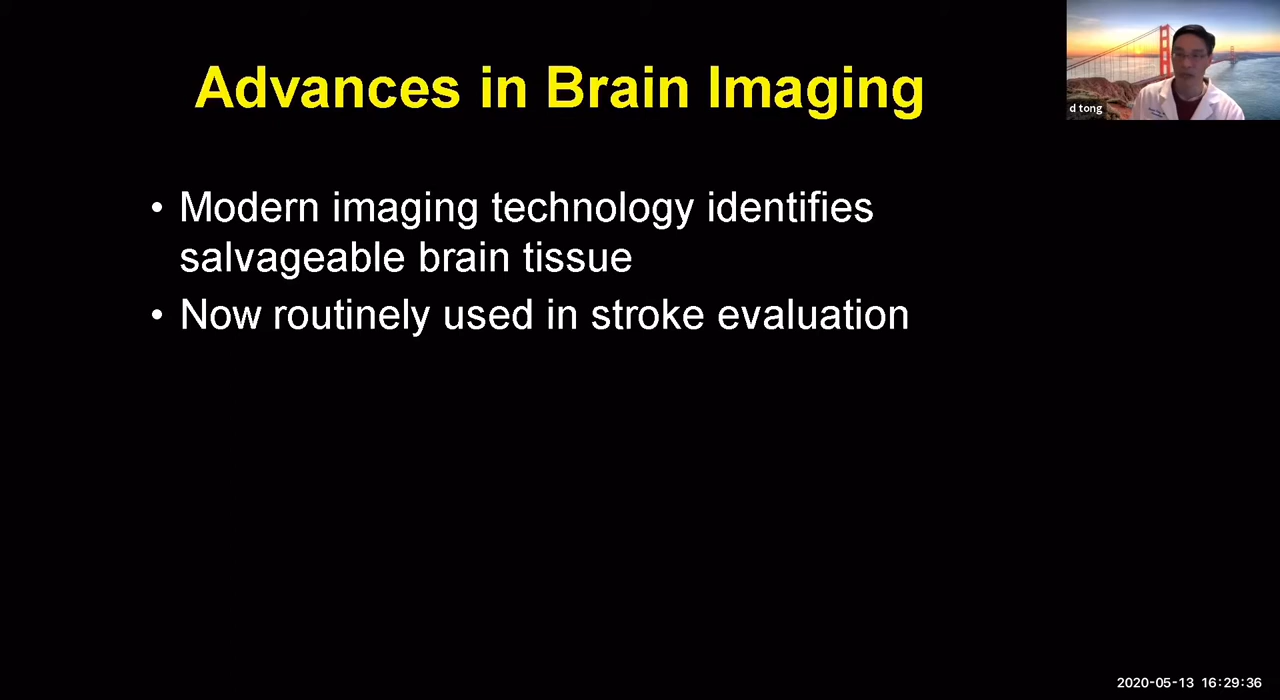 Advances in Brain Imaging
d tong
• Modern imaging technology identifies
salvageable brain tissue
• Now routinely used in stroke evaluation
2020-05-13 16:29:36